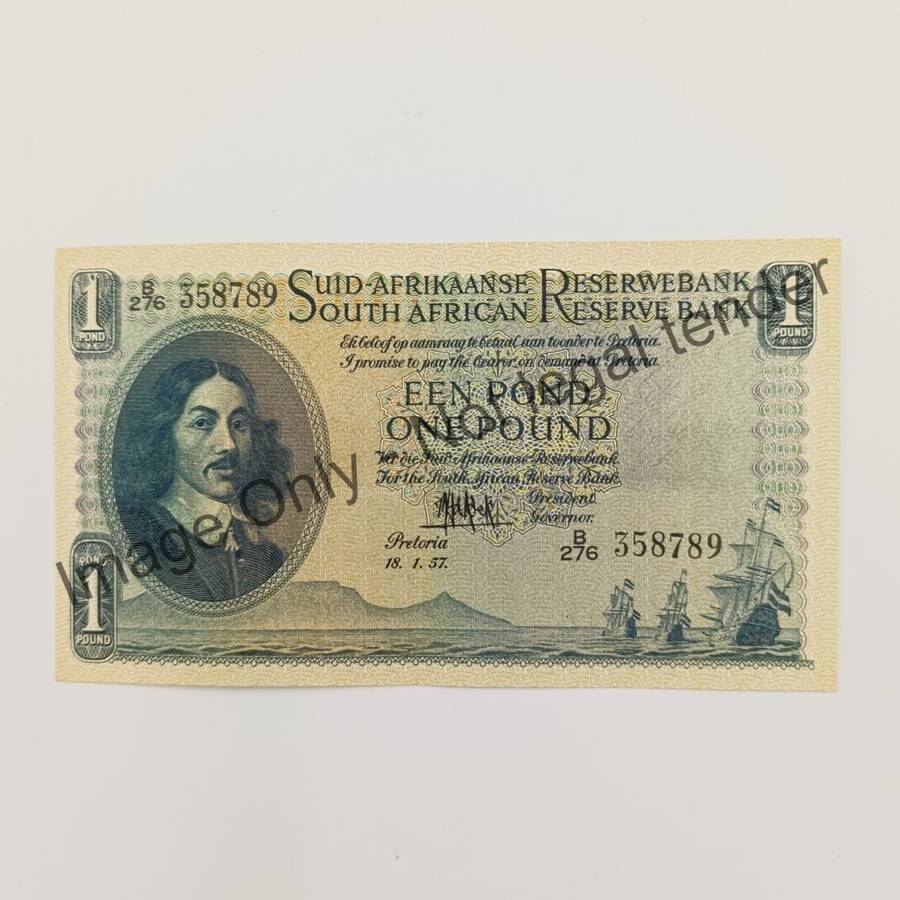 1
POND
B
276 358789
SUID-AFRIKAANSE RESERWEBANK
SOUTH AFRICAN RESERVE BANK
1
POUND
Ek beloof op aanvraag te betaal aan toonder te Pretoria.
I promise to pay the bearer on demand at Pretoria.
EEN POND
ONE POUND
Vir die Suid-Afrikaanse Reserwebank
For the South African Reserve Bank
President
Governor.
Pretoria
18. 1. 57.
B
276 358789
POND
1
POUND
Image Only Not legal tender